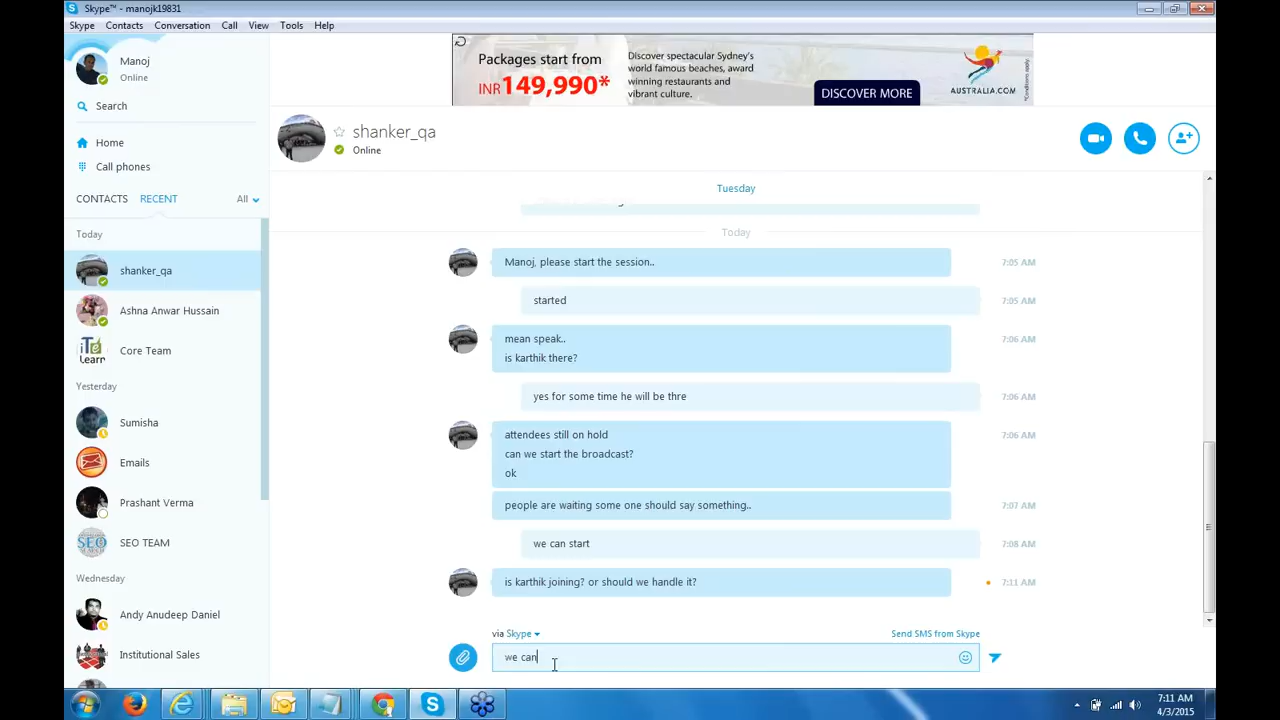 Skype™ - manojk19831
Skype Contacts Conversation Call View Tools Help
Manoj
Online
Search
Home
Call phones
CONTACTS RECENT All
Today
shanker_qa
Ashna Anwar Hussain
iTe
Learn
Core Team
Yesterday
Sumisha
Emails
Prashant Verma
SEO
SEO TEAM
Wednesday
Andy Anudeep Daniel
Institutional Sales
Packages start from
INR149,990*
Discover spectacular Sydney's
world famous beaches, award
winning restaurants and
vibrant culture.
DISCOVER MORE
AUSTRALIA.COM
*Conditions apply.
shanker_qa
Online
Tuesday
Today
Manoj, please start the session.. 7:05 AM
started 7:05 AM
mean speak.. 7:06 AM
is karthik there?
yes for some time he will be thre 7:06 AM
attendees still on hold 7:06 AM
can we start the broadcast?
ok
people are waiting some one should say something.. 7:07 AM
we can start 7:08 AM
is karthik joining? or should we handle it? 7:11 AM
via Skype Send SMS from Skype
we can
7:11 AM
4/3/2015